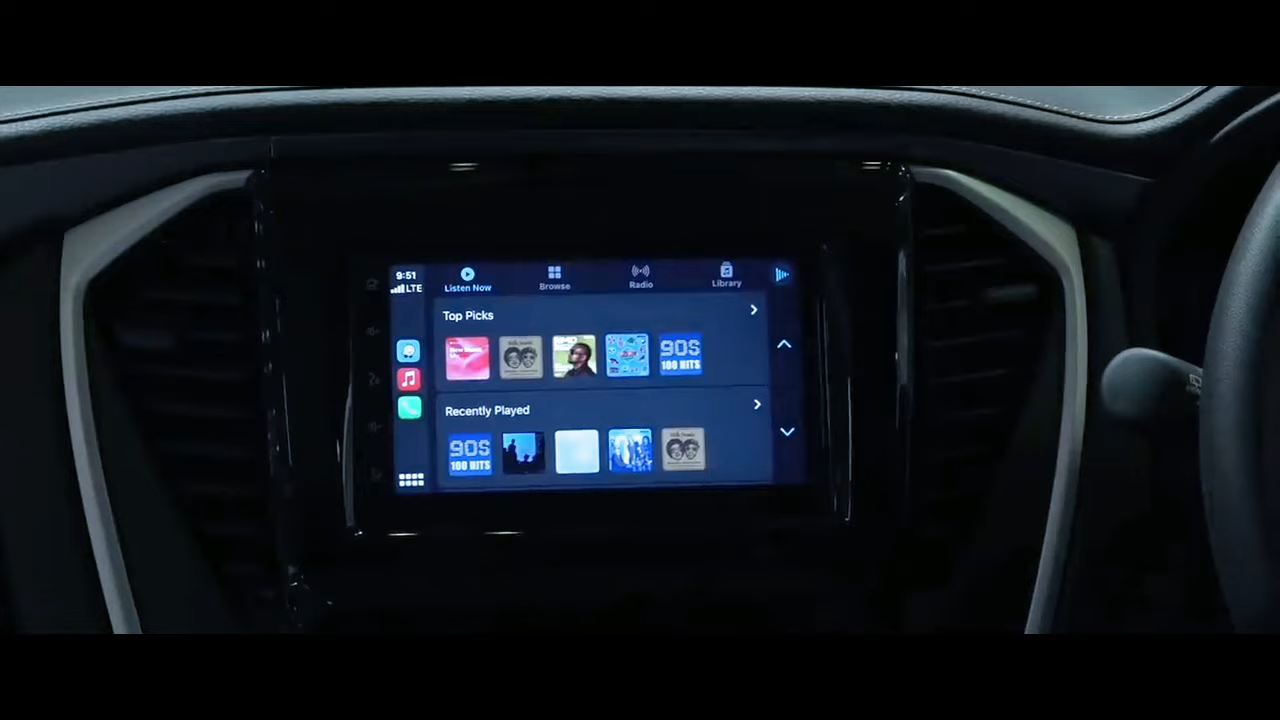 9:51
LTE
Listen Now
Browse
Radio
Library
Top Picks
90S
100 HITS
Recently Played
90S
100 HITS